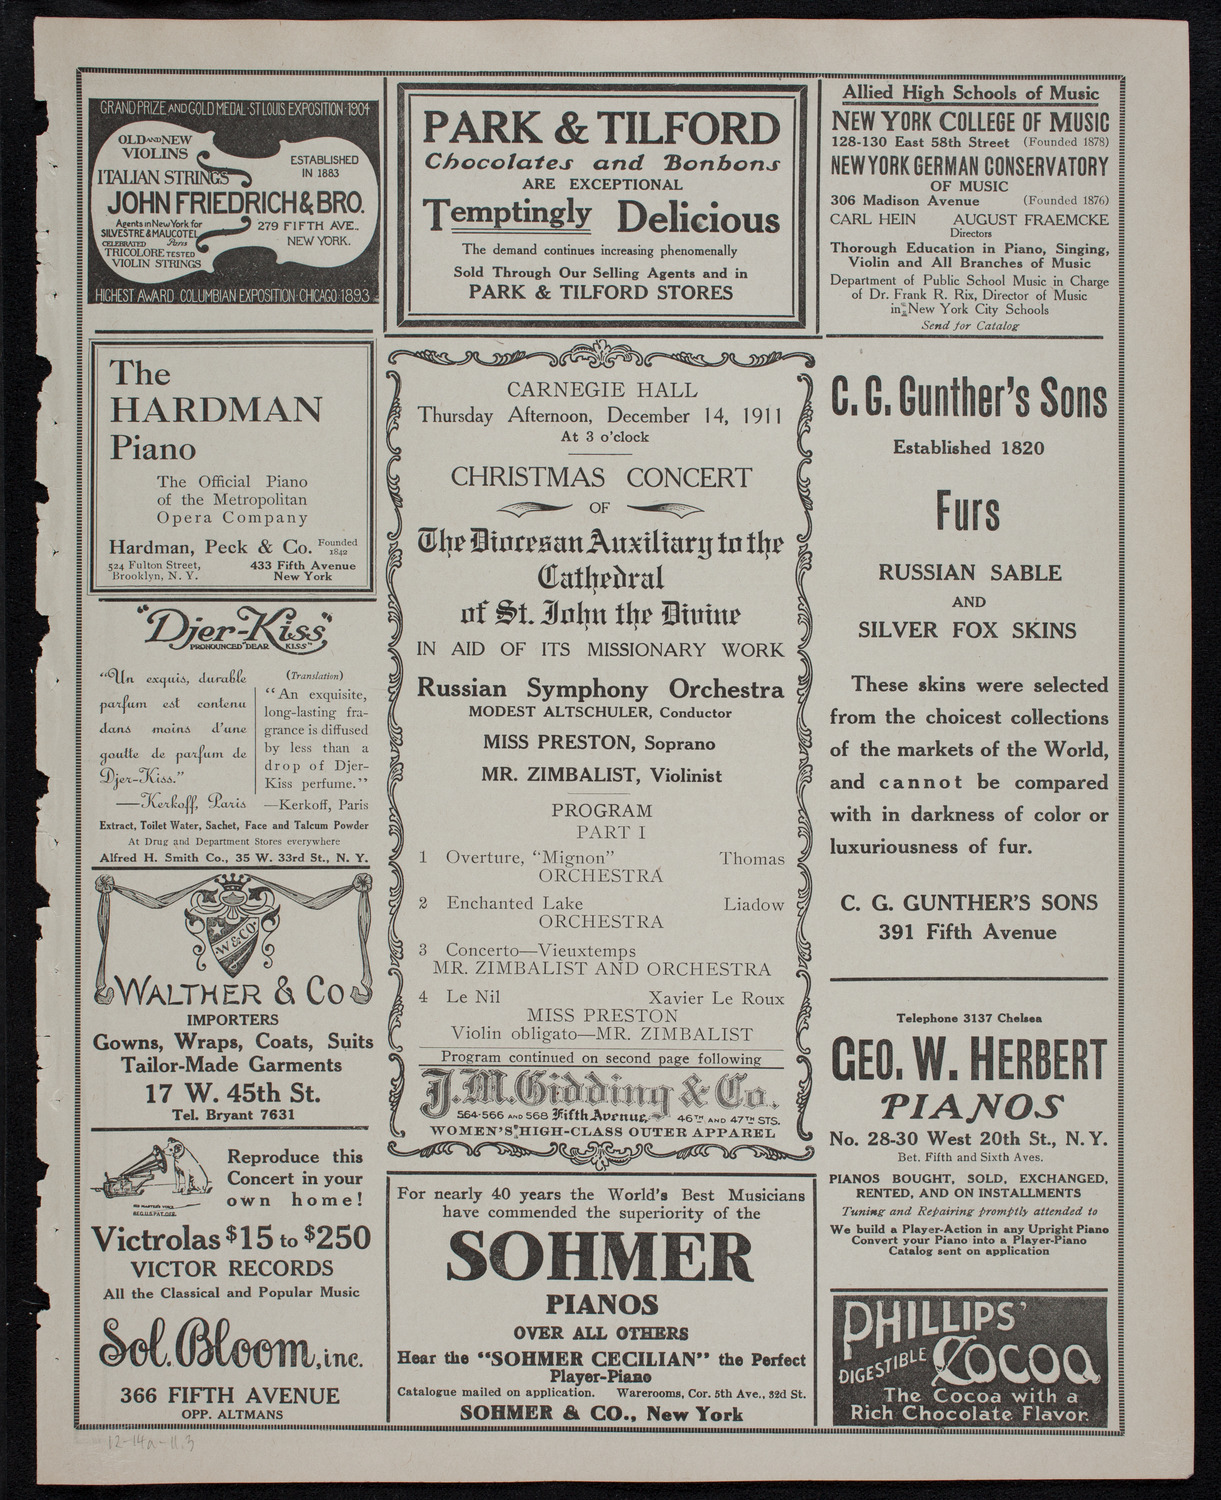 GRAND PRIZE AND GOLD MEDAL · ST LOUIS EXPOSITION · 1904
OLD AND NEW
VIOLINS
ITALIAN STRINGS
ESTABLISHED
IN 1883
JOHN FRIEDRICH & BRO.
Agents in New York for
SILVESTRE & MAUCOTEL
CELEBRATED Paris
TRICOLORE TESTED
VIOLIN STRINGS
279 FIFTH AVE.,
NEW YORK.
HIGHEST AWARD COLUMBIAN EXPOSITION · CHICAGO · 1893
The
HARDMAN
Piano
The Official Piano
of the Metropolitan
Opera Company
Hardman, Peck & Co. Founded 1842
524 Fulton Street, Brooklyn, N. Y.
433 Fifth Avenue New York
"Djer-Kiss"
PRONOUNCED "DEAR KISS"
"Un exquis, durable
parfum est contenu
dans moins d'une
goutte de parfum de
Djer-Kiss."
—Kerkoff, Paris
(Translation)
"An exquisite,
long-lasting fra-
grance is diffused
by less than a
drop of Djer-
Kiss perfume."
—Kerkoff, Paris
Extract, Toilet Water, Sachet, Face and Talcum Powder
At Drug and Department Stores everywhere
Alfred H. Smith Co., 35 W. 33rd St., N. Y.
W & CO.
WALTHER & CO
IMPORTERS
Gowns, Wraps, Coats, Suits
Tailor-Made Garments
17 W. 45th St.
Tel. Bryant 7631
Reproduce this
Concert in your
own home!
HIS MASTER'S VOICE
REG. U.S. PAT. OFF.
Victrolas $15 to $250
VICTOR RECORDS
All the Classical and Popular Music
Sol. Bloom, inc.
366 FIFTH AVENUE
OPP. ALTMANS
PARK & TILFORD
Chocolates and Bonbons
ARE EXCEPTIONAL
Temptingly Delicious
The demand continues increasing phenomenally
Sold Through Our Selling Agents and in
PARK & TILFORD STORES
CARNEGIE HALL
Thursday Afternoon, December 14, 1911
At 3 o'clock
CHRISTMAS CONCERT
OF
The Diocesan Auxiliary to the
Cathedral
of St. John the Divine
IN AID OF ITS MISSIONARY WORK
Russian Symphony Orchestra
MODEST ALTSCHULER, Conductor
MISS PRESTON, Soprano
MR. ZIMBALIST, Violinist
PROGRAM
PART I
1 Overture, "Mignon" Thomas
ORCHESTRA
2 Enchanted Lake Liadow
ORCHESTRA
3 Concerto—Vieuxtemps
MR. ZIMBALIST AND ORCHESTRA
4 Le Nil Xavier Le Roux
MISS PRESTON
Violin obligato—MR. ZIMBALIST
Program continued on second page following
J. M. Gidding & Co.
564-566 AND 568 Fifth Avenue, 46TH AND 47TH STS.
WOMEN'S HIGH-CLASS OUTER APPAREL
For nearly 40 years the World's Best Musicians
have commended the superiority of the
SOHMER
PIANOS
OVER ALL OTHERS
Hear the "SOHMER CECILIAN" the Perfect
Player-Piano
Catalogue mailed on application. Warerooms, Cor. 5th Ave., 32d St.
SOHMER & CO., New York
Allied High Schools of Music
NEW YORK COLLEGE OF MUSIC
128-130 East 58th Street (Founded 1878)
NEW YORK GERMAN CONSERVATORY
OF MUSIC
306 Madison Avenue (Founded 1876)
CARL HEIN AUGUST FRAEMCKE
Directors
Thorough Education in Piano, Singing,
Violin and All Branches of Music
Department of Public School Music in Charge
of Dr. Frank R. Rix, Director of Music
in New York City Schools
Send for Catalog
C. G. Gunther's Sons
Established 1820
Furs
RUSSIAN SABLE
AND
SILVER FOX SKINS
These skins were selected
from the choicest collections
of the markets of the World,
and cannot be compared
with in darkness of color or
luxuriousness of fur.
C. G. GUNTHER'S SONS
391 Fifth Avenue
Telephone 3137 Chelsea
GEO. W. HERBERT
PIANOS
No. 28-30 West 20th St., N. Y.
Bet. Fifth and Sixth Aves.
PIANOS BOUGHT, SOLD, EXCHANGED,
RENTED, AND ON INSTALLMENTS
Tuning and Repairing promptly attended to
We build a Player-Action in any Upright Piano
Convert your Piano into a Player-Piano
Catalog sent on application
PHILLIPS'
DIGESTIBLE COCOA
The Cocoa with a
Rich Chocolate Flavor.
12-14a-11.3